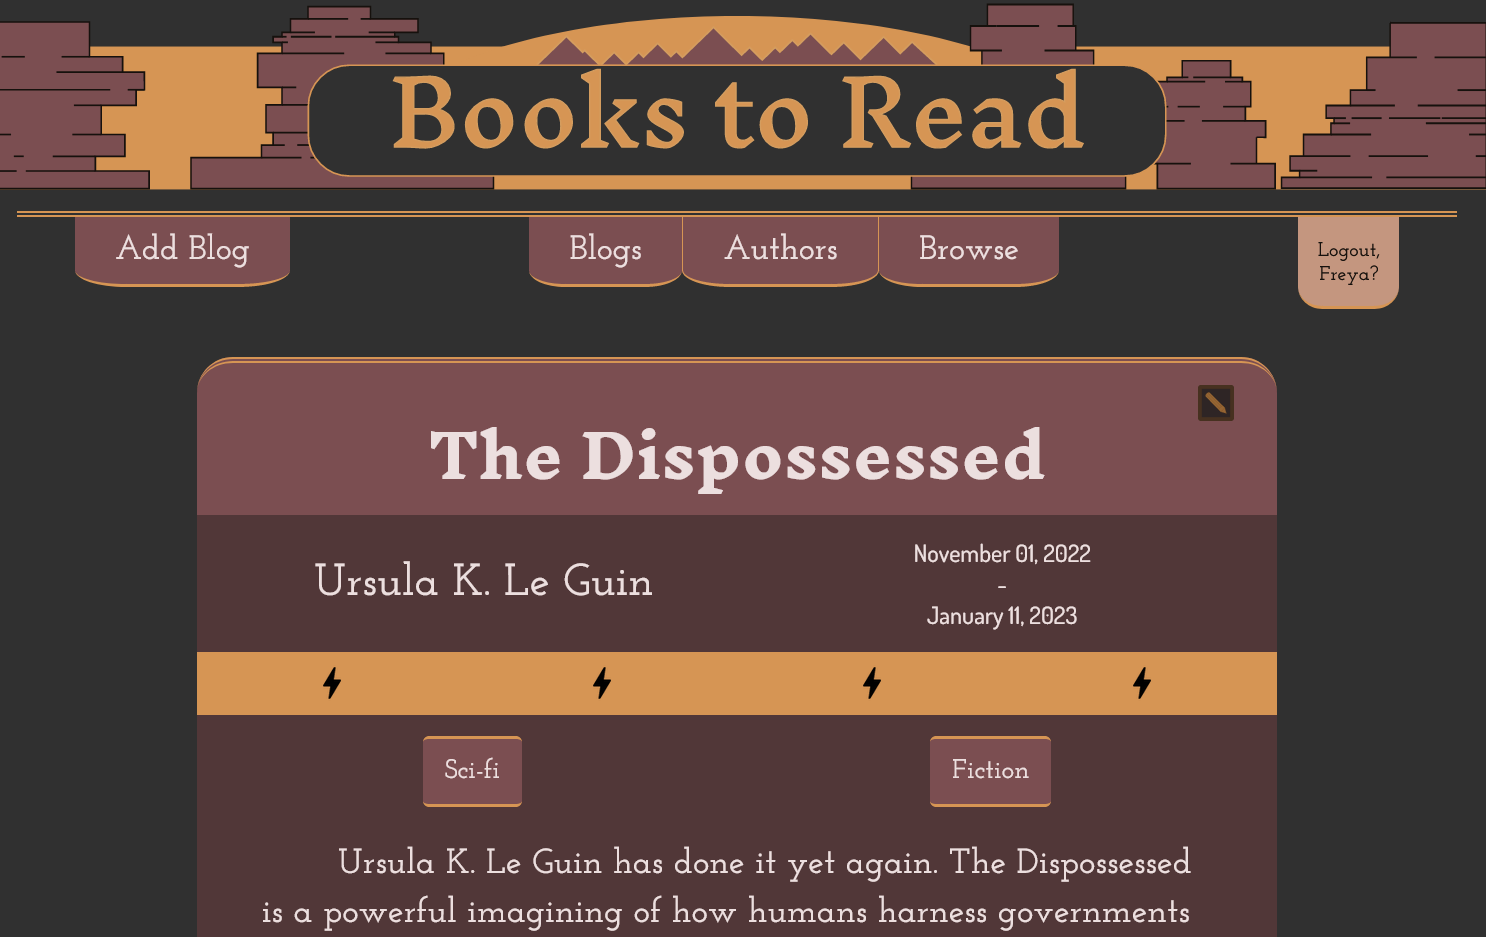 Books to Read
Add Blog
Blogs
Authors
Browse
Logout,
Freya?
The Dispossessed
Ursula K. Le Guin
November 01, 2022
-
January 11, 2023
Sci-fi
Fiction
Ursula K. Le Guin has done it yet again. The Dispossessed
is a powerful imagining of how humans harness governments